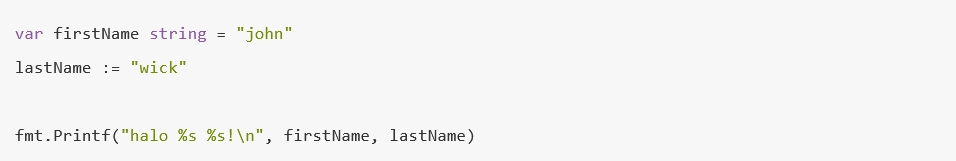 var firstName string = "john"
lastName := "wick"
fmt.Printf("halo %s %s!\n", firstName, lastName)